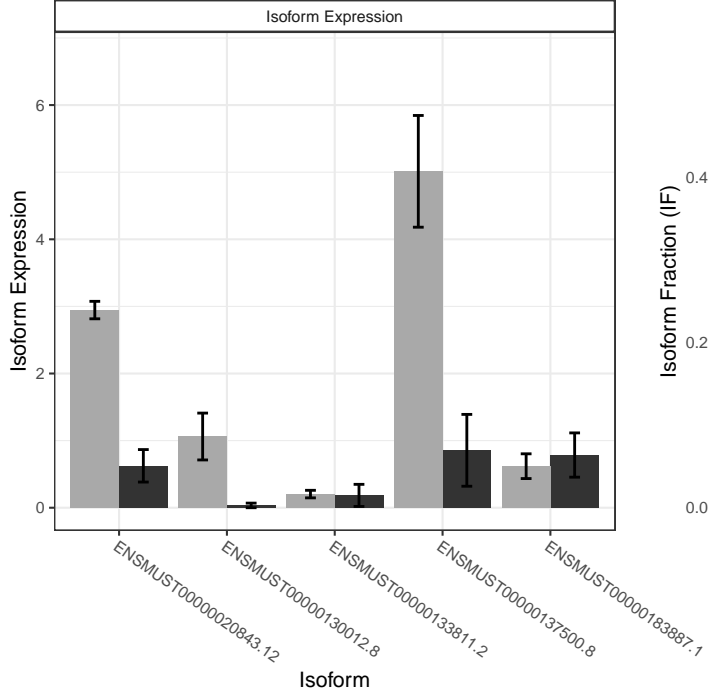 Isoform Expression
Isoform Expression
6
4
2
0
ENSMUST00000020843.12
ENSMUST00000130012.8
ENSMUST00000133811.2
ENSMUST00000137500.8
ENSMUST00000183887.1
Isoform
Isoform Fraction (IF)
0.4
0.2
0.0